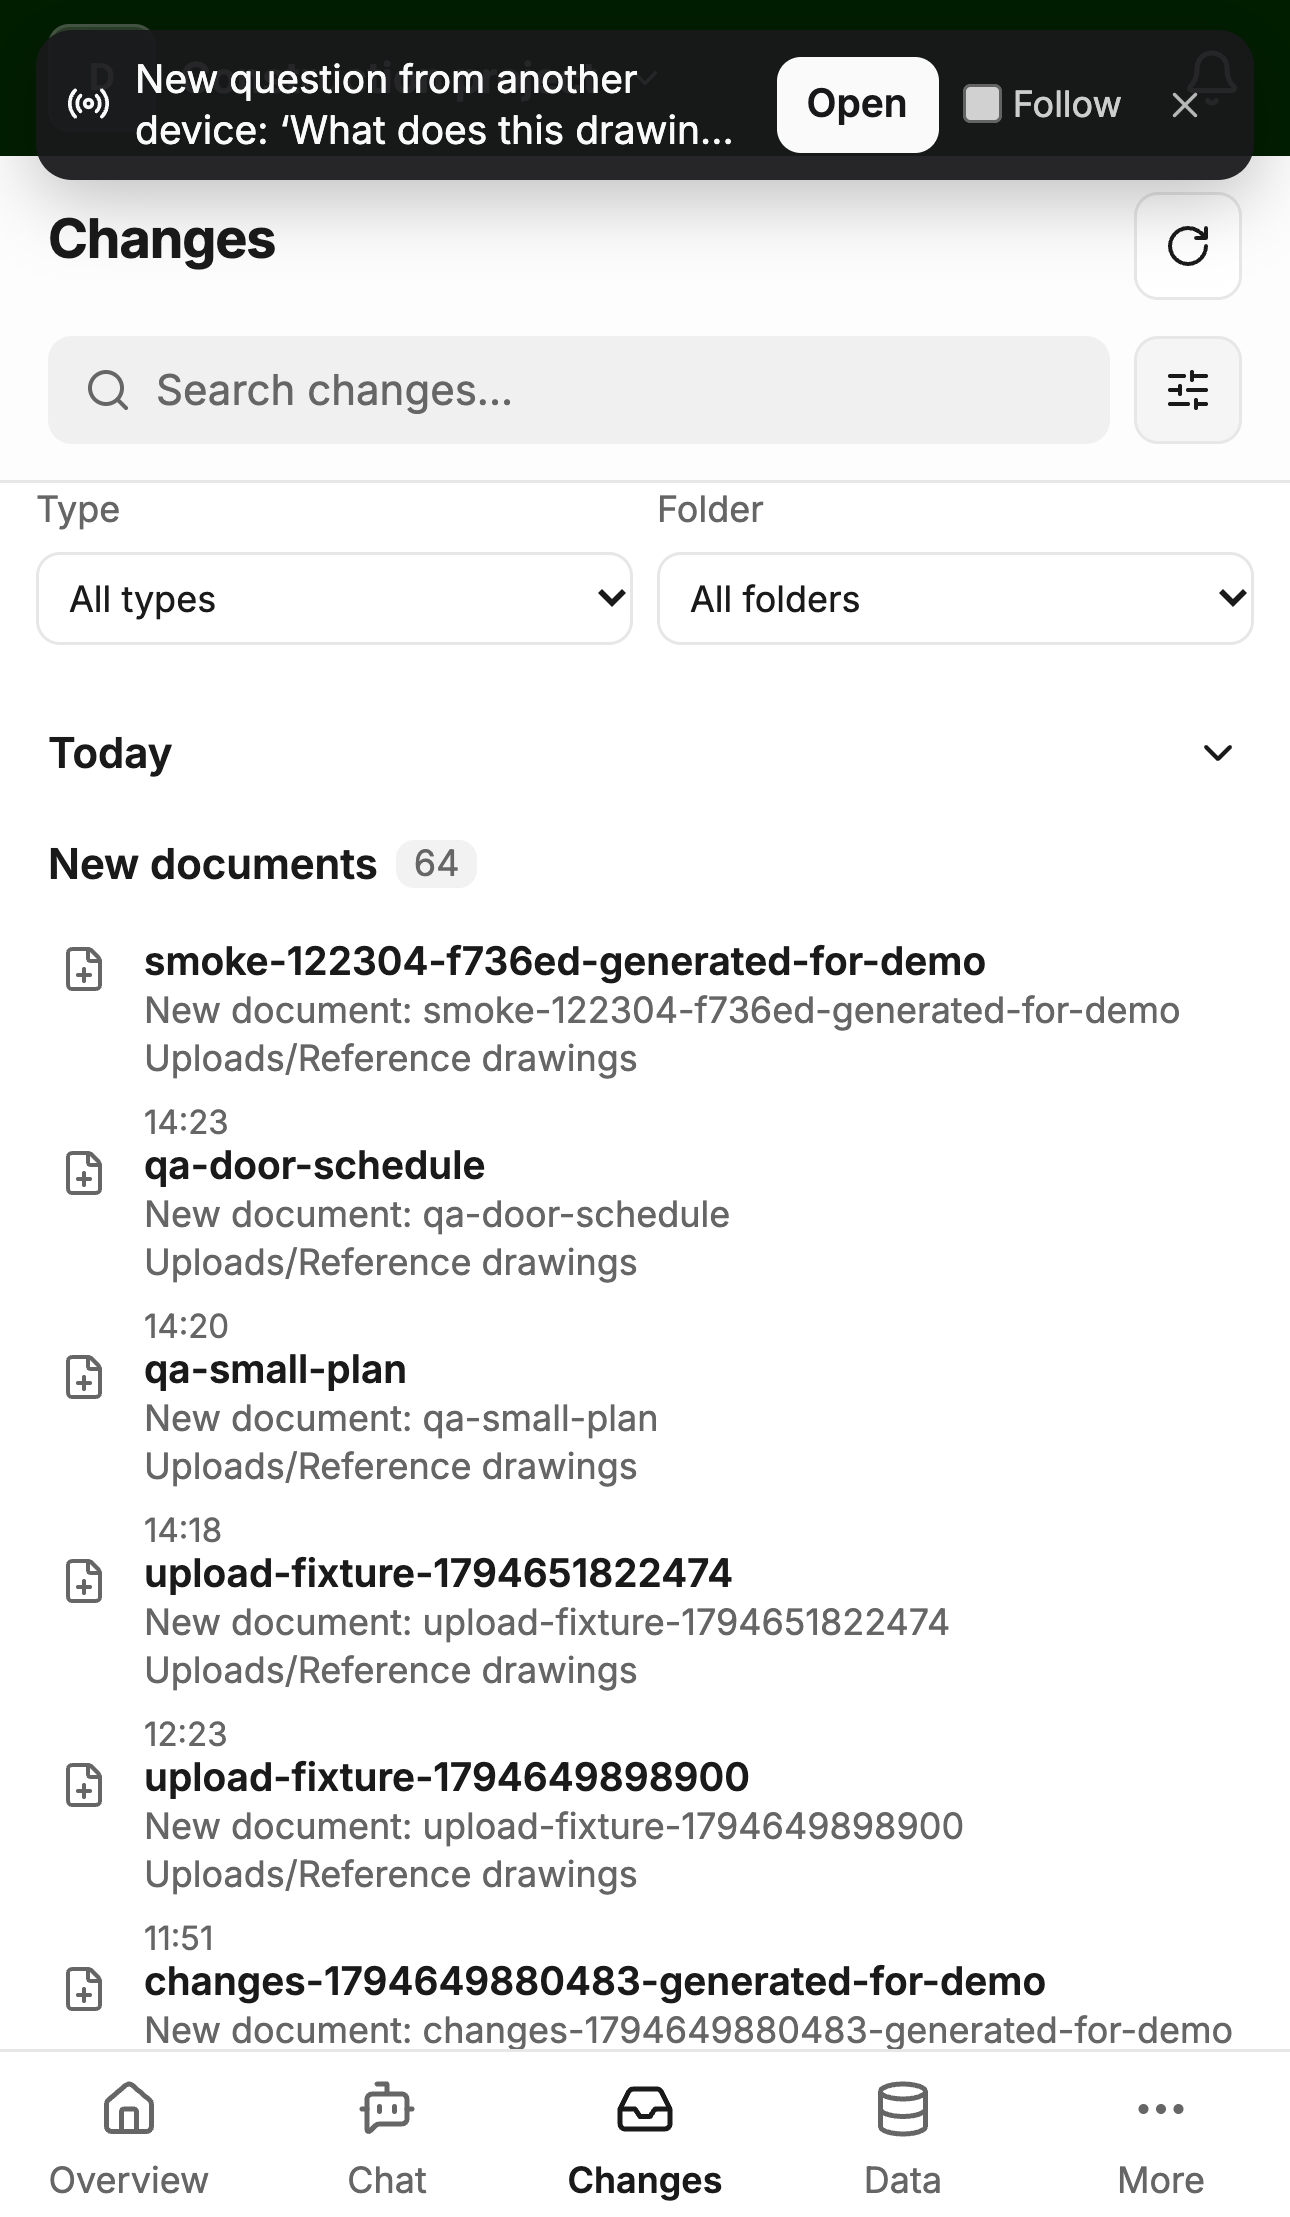 New question from another
device: ‘What does this drawin...
Open
Follow
Changes
Search changes...
Type
Folder
All types
All folders
Today
New documents 64
smoke-122304-f736ed-generated-for-demo
New document: smoke-122304-f736ed-generated-for-demo
Uploads/Reference drawings
14:23
qa-door-schedule
New document: qa-door-schedule
Uploads/Reference drawings
14:20
qa-small-plan
New document: qa-small-plan
Uploads/Reference drawings
14:18
upload-fixture-1794651822474
New document: upload-fixture-1794651822474
Uploads/Reference drawings
12:23
upload-fixture-1794649898900
New document: upload-fixture-1794649898900
Uploads/Reference drawings
11:51
changes-1794649880483-generated-for-demo
New document: changes-1794649880483-generated-for-demo
Overview
Chat
Changes
Data
More